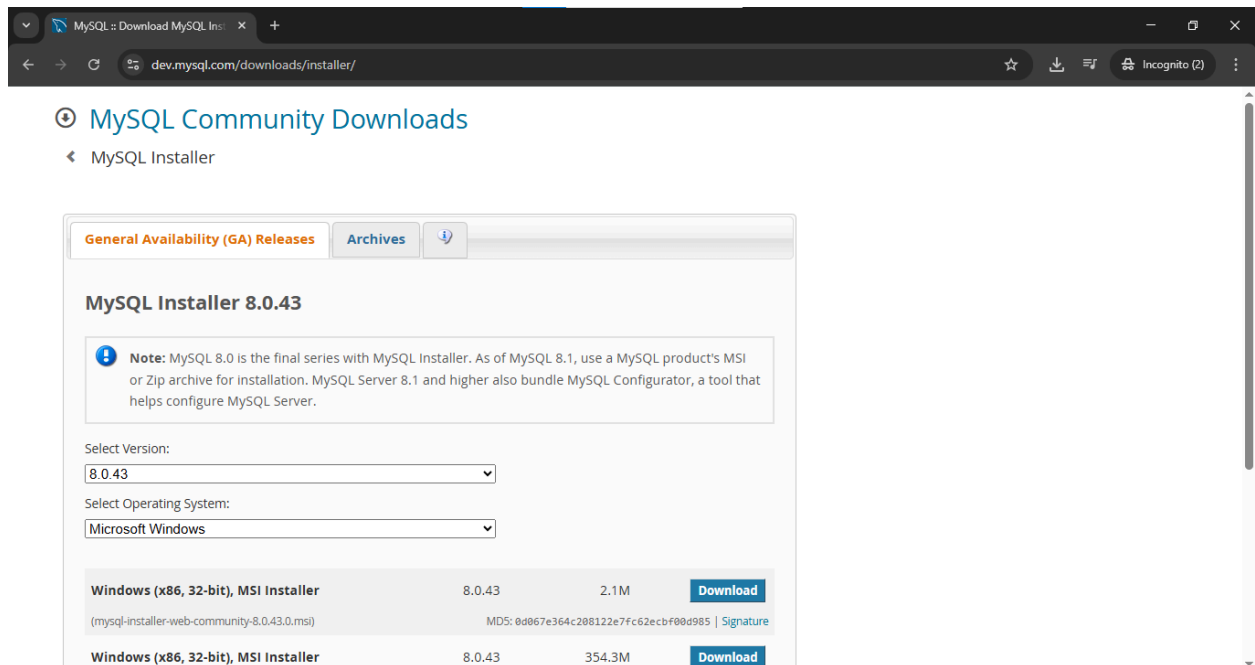 MySQL :: Download MySQL Ins
dev.mysql.com/downloads/installer/
Incognito (2)
MySQL Community Downloads
MySQL Installer
General Availability (GA) Releases
Archives
MySQL Installer 8.0.43
Note: MySQL 8.0 is the final series with MySQL Installer. As of MySQL 8.1, use a MySQL product's MSI
or Zip archive for installation. MySQL Server 8.1 and higher also bundle MySQL Configurator, a tool that
helps configure MySQL Server.
Select Version:
8.0.43
Select Operating System:
Microsoft Windows
Windows (x86, 32-bit), MSI Installer 8.0.43 2.1M Download
(mysql-installer-web-community-8.0.43.0.msi) MD5: 0d067e364c208122e7fc62ecbf00d985 | Signature
Windows (x86, 32-bit), MSI Installer 8.0.43 354.3M Download